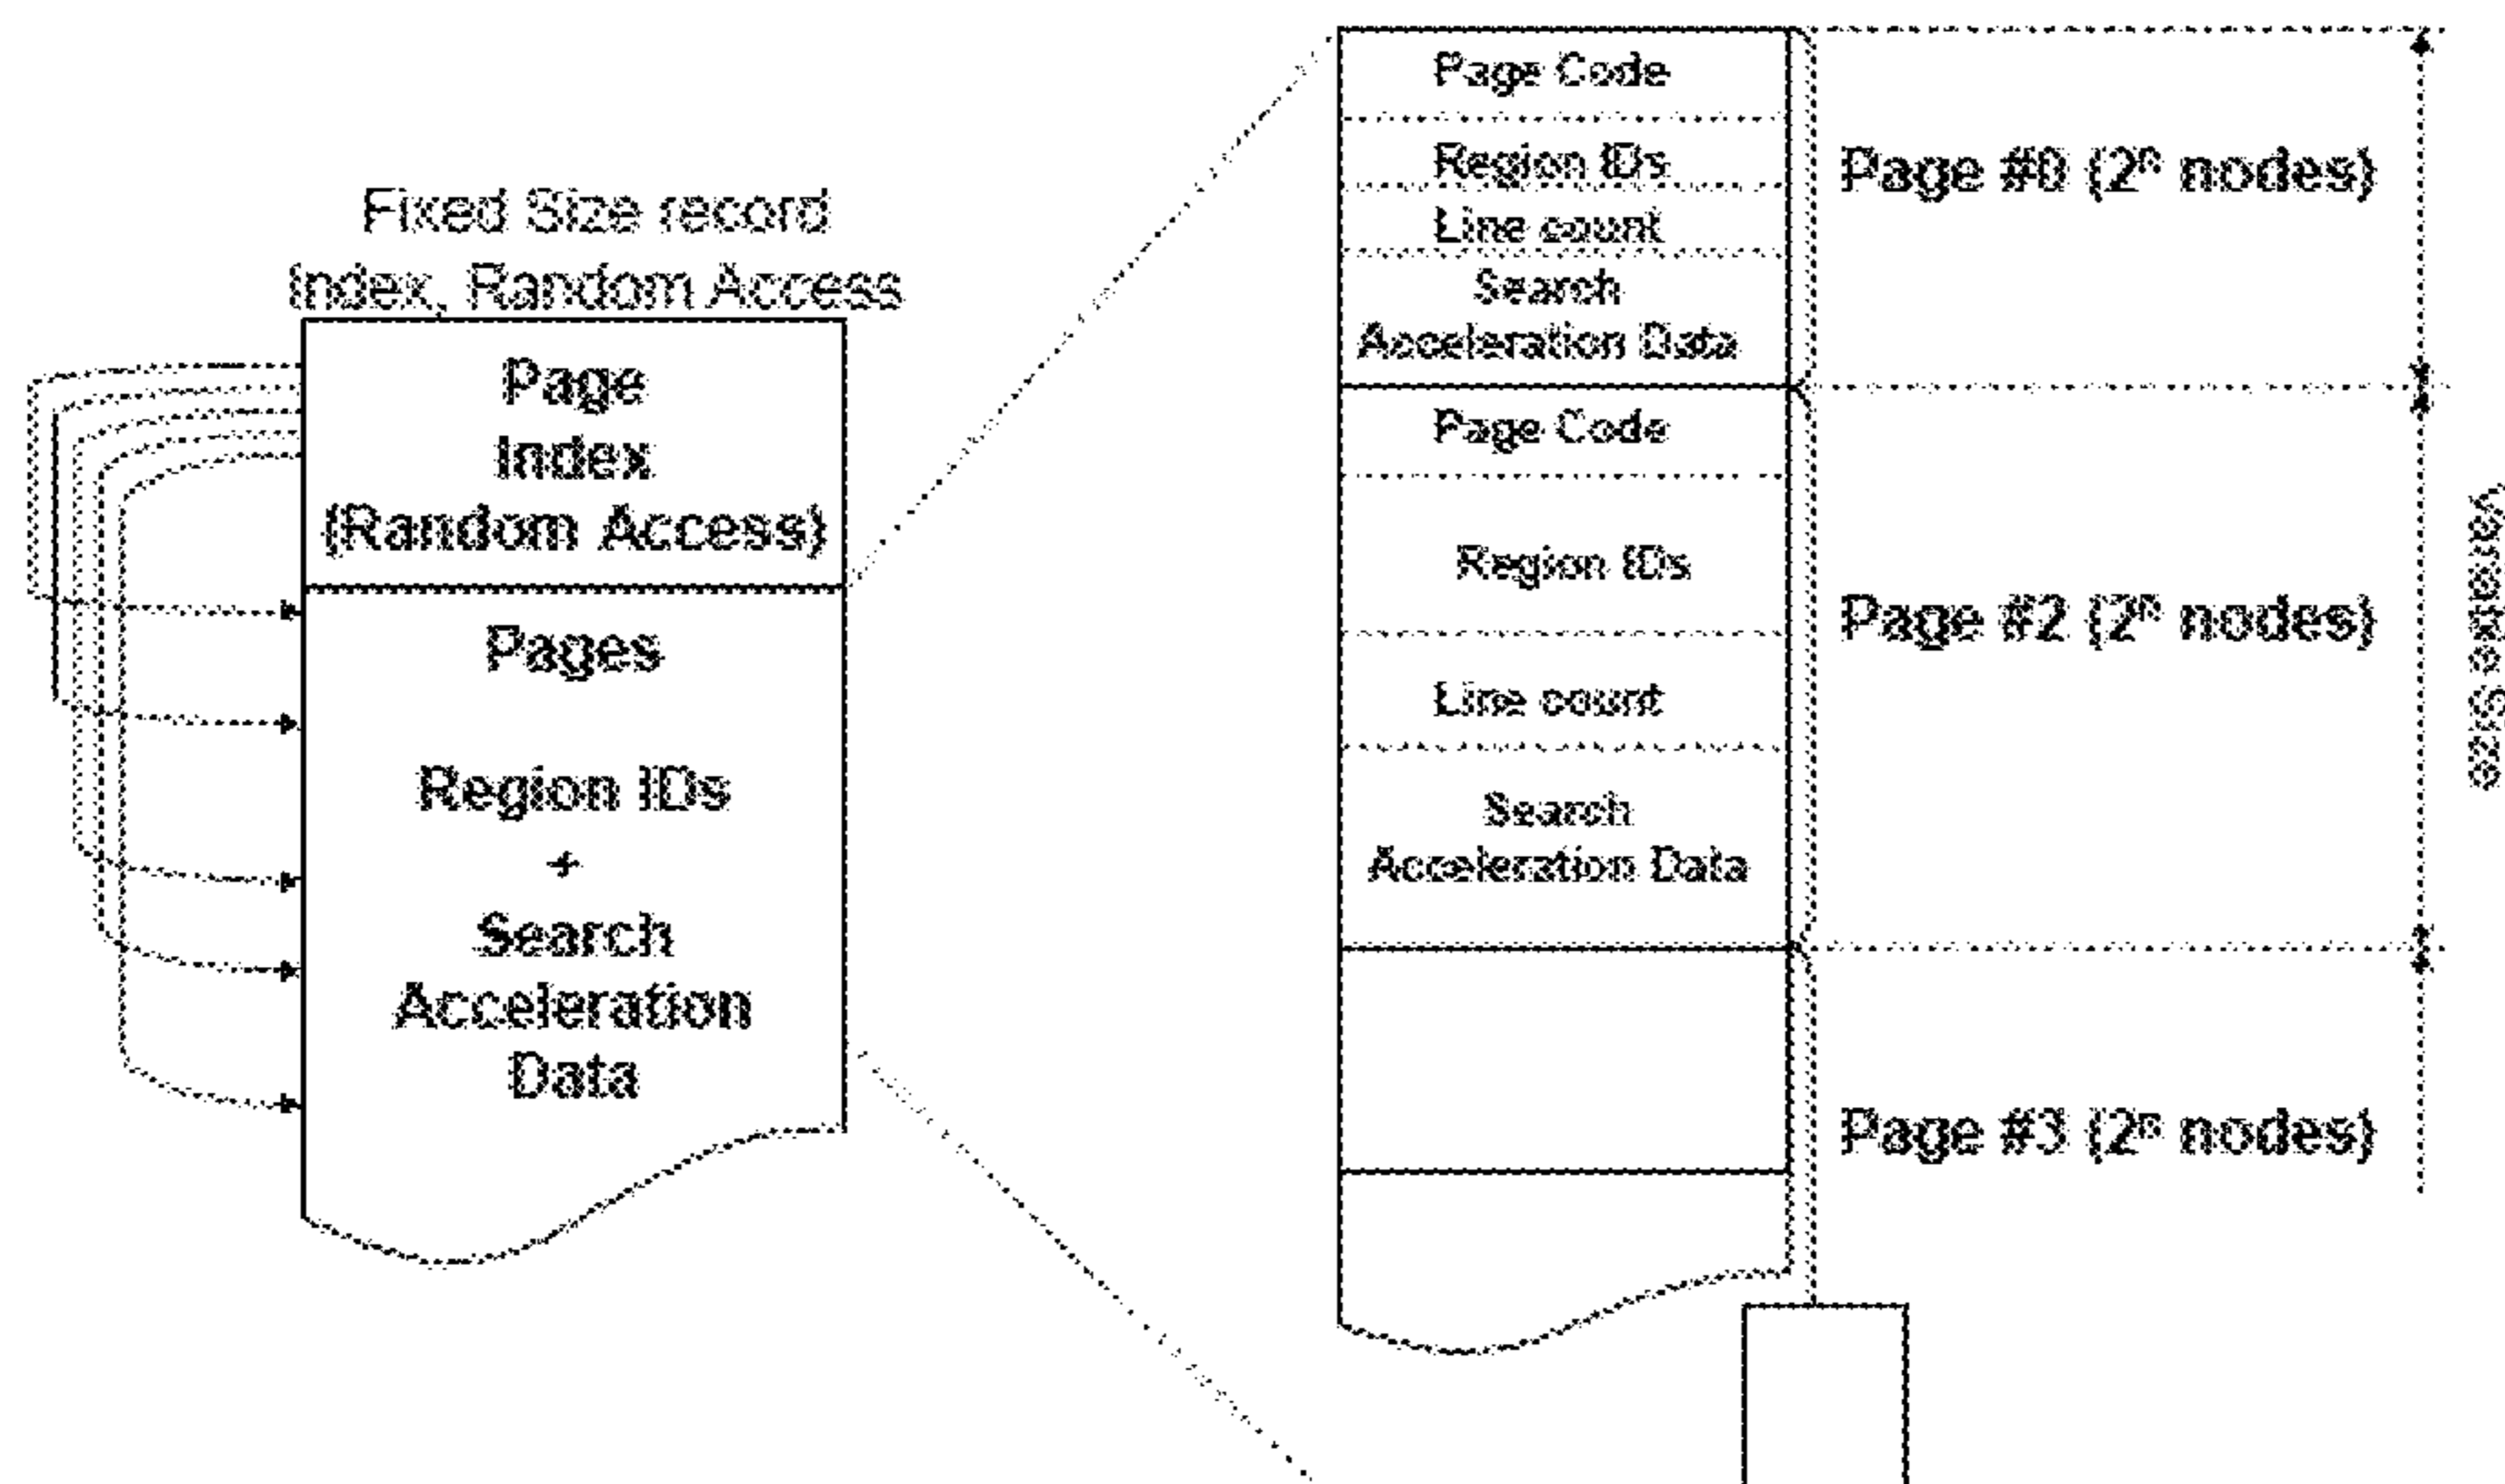 Fixed Size record
Index, Random Access
Page
Index
(Random Access)
Pages
Region IDs
+
Search
Acceleration
Data
Page Code
Region IDs
Line count
Search
Acceleration Data
Page Code
Region IDs
Line count
Search
Acceleration Data
Page #0 (2ⁿ nodes)
Page #2 (2ⁿ nodes)
Page #3 (2ⁿ nodes)